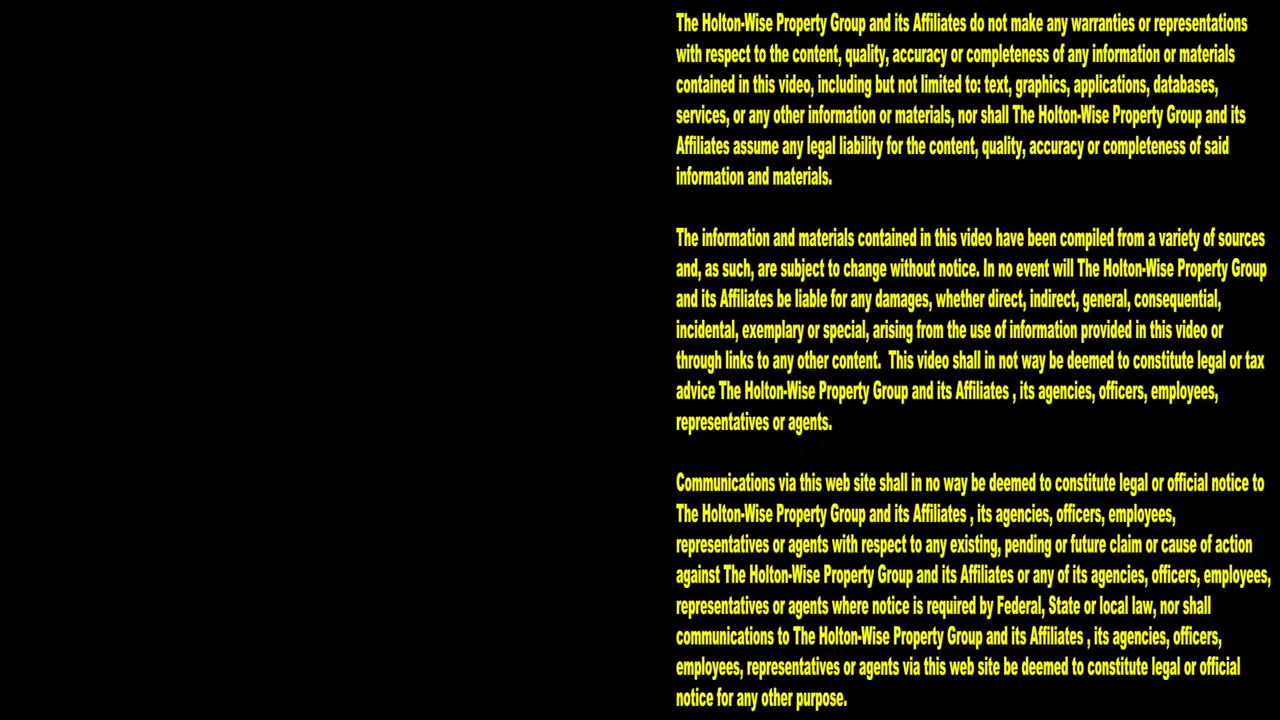 The Holton-Wise Property Group and its Affiliates do not make any warranties or representations
with respect to the content, quality, accuracy or completeness of any information or materials
contained in this video, including but not limited to: text, graphics, applications, databases,
services, or any other information or materials, nor shall The Holton-Wise Property Group and its
Affiliates assume any legal liability for the content, quality, accuracy or completeness of said
information and materials.
The information and materials contained in this video have been compiled from a variety of sources
and, as such, are subject to change without notice. In no event will The Holton-Wise Property Group
and its Affiliates be liable for any damages, whether direct, indirect, general, consequential,
incidental, exemplary or special, arising from the use of information provided in this video or
through links to any other content.  This video shall in not way be deemed to constitute legal or tax
advice The Holton-Wise Property Group and its Affiliates , its agencies, officers, employees,
representatives or agents.
Communications via this web site shall in no way be deemed to constitute legal or official notice to
The Holton-Wise Property Group and its Affiliates , its agencies, officers, employees,
representatives or agents with respect to any existing, pending or future claim or cause of action
against The Holton-Wise Property Group and its Affiliates or any of its agencies, officers, employees,
representatives or agents where notice is required by Federal, State or local law, nor shall
communications to The Holton-Wise Property Group and its Affiliates , its agencies, officers,
employees, representatives or agents via this web site be deemed to constitute legal or official
notice for any other purpose.